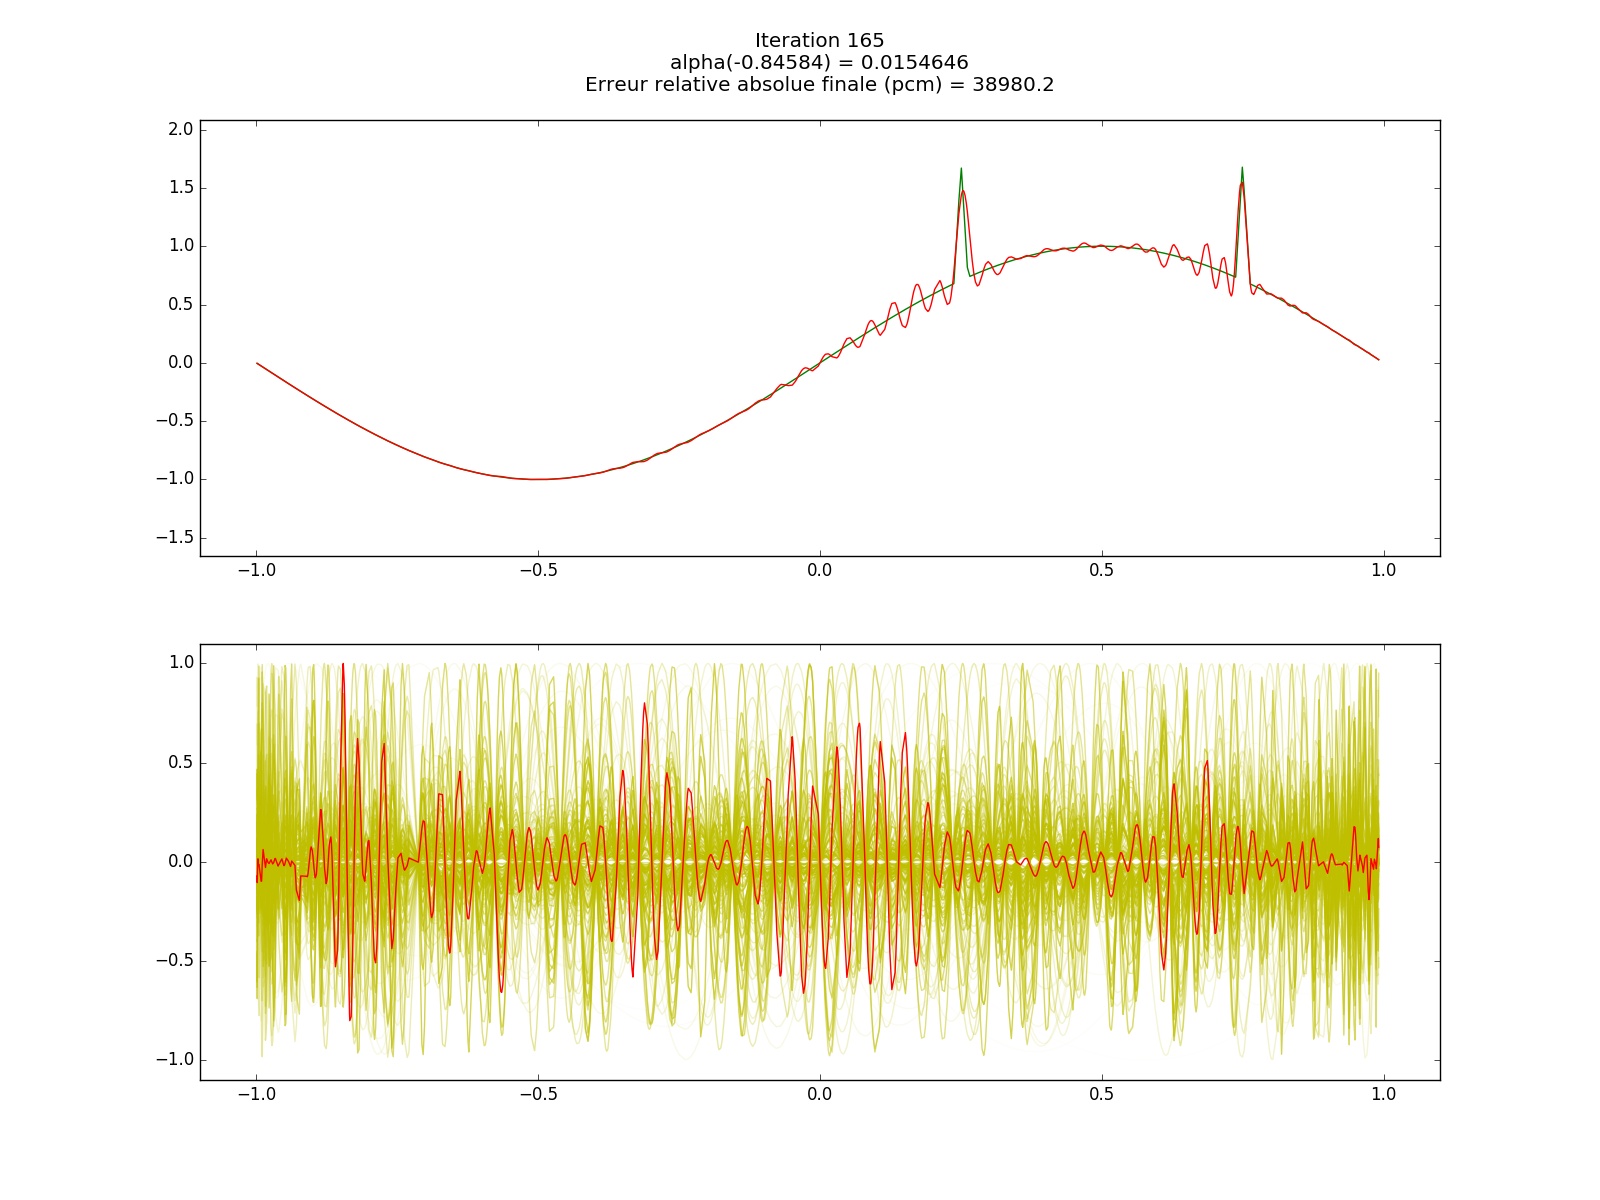 Iteration 165
alpha(-0.84584) = 0.0154646
Erreur relative absolue finale (pcm) = 38980.2
2.0
1.5
1.0
0.5
0.0
−0.5
−1.0
−1.5
−1.0 −0.5 0.0 0.5 1.0
1.0
0.5
0.0
−0.5
−1.0
−1.0 −0.5 0.0 0.5 1.0